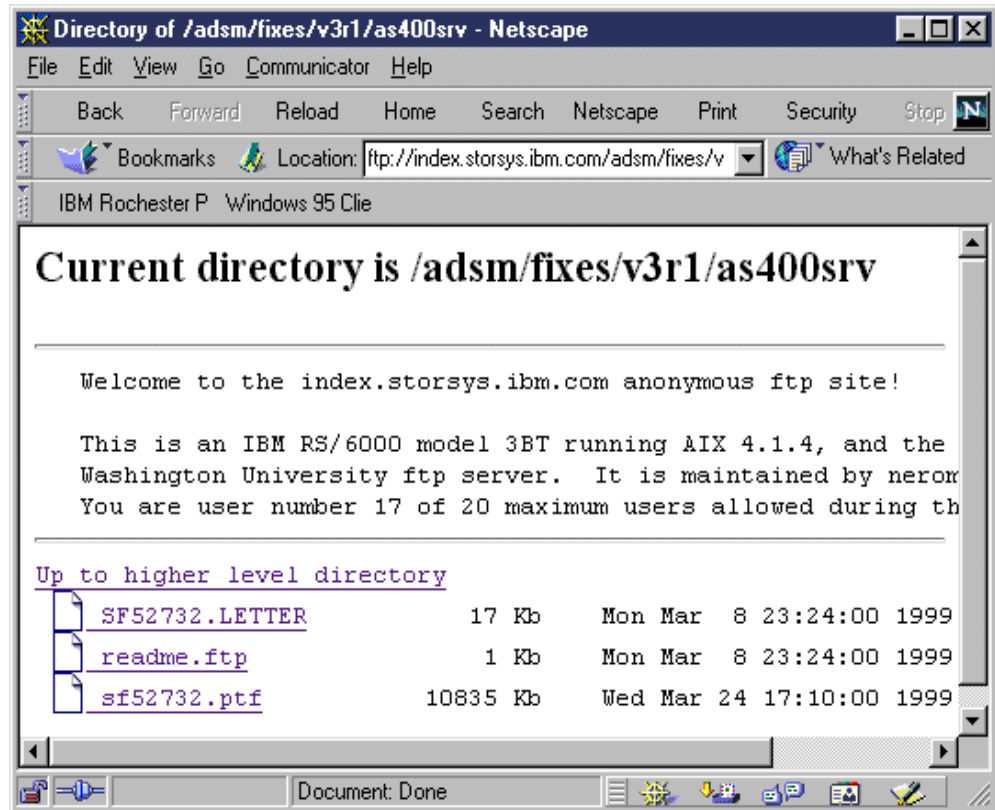 Directory of /adsm/fixes/v3r1/as400srv - Netscape
File Edit View Go Communicator Help
Back Forward Reload Home Search Netscape Print Security Stop N
Bookmarks Location: ftp://index.storsys.ibm.com/adsm/fixes/v What's Related
IBM Rochester P Windows 95 Clie
Current directory is /adsm/fixes/v3r1/as400srv
Welcome to the index.storsys.ibm.com anonymous ftp site!
This is an IBM RS/6000 model 3BT running AIX 4.1.4, and the
Washington University ftp server. It is maintained by nerom
You are user number 17 of 20 maximum users allowed during th
Up to higher level directory
SF52732.LETTER 17 Kb Mon Mar 8 23:24:00 1999
readme.ftp 1 Kb Mon Mar 8 23:24:00 1999
sf52732.ptf 10835 Kb Wed Mar 24 17:10:00 1999
Document: Done